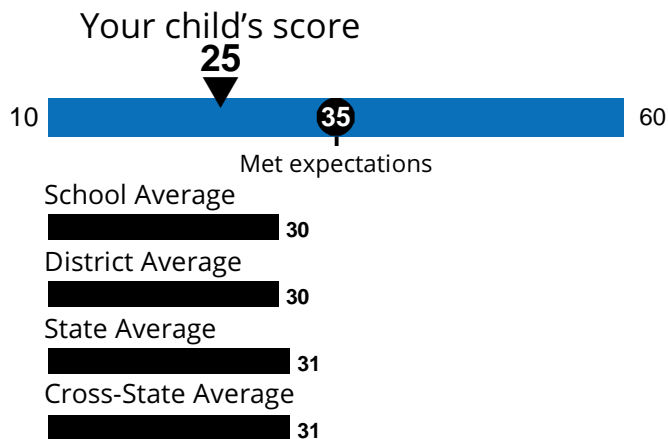 Your child’s score
25
10 35 60
Met expectations
School Average
30
District Average
30
State Average
31
Cross-State Average
31